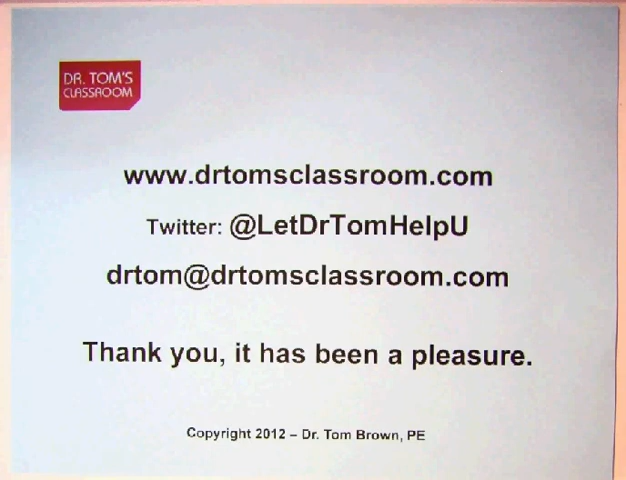 DR. TOM'S
CLASSROOM
www.drtomsclassroom.com
Twitter: @LetDrTomHelpU
drtom@drtomsclassroom.com
Thank you, it has been a pleasure.
Copyright 2012 – Dr. Tom Brown, PE